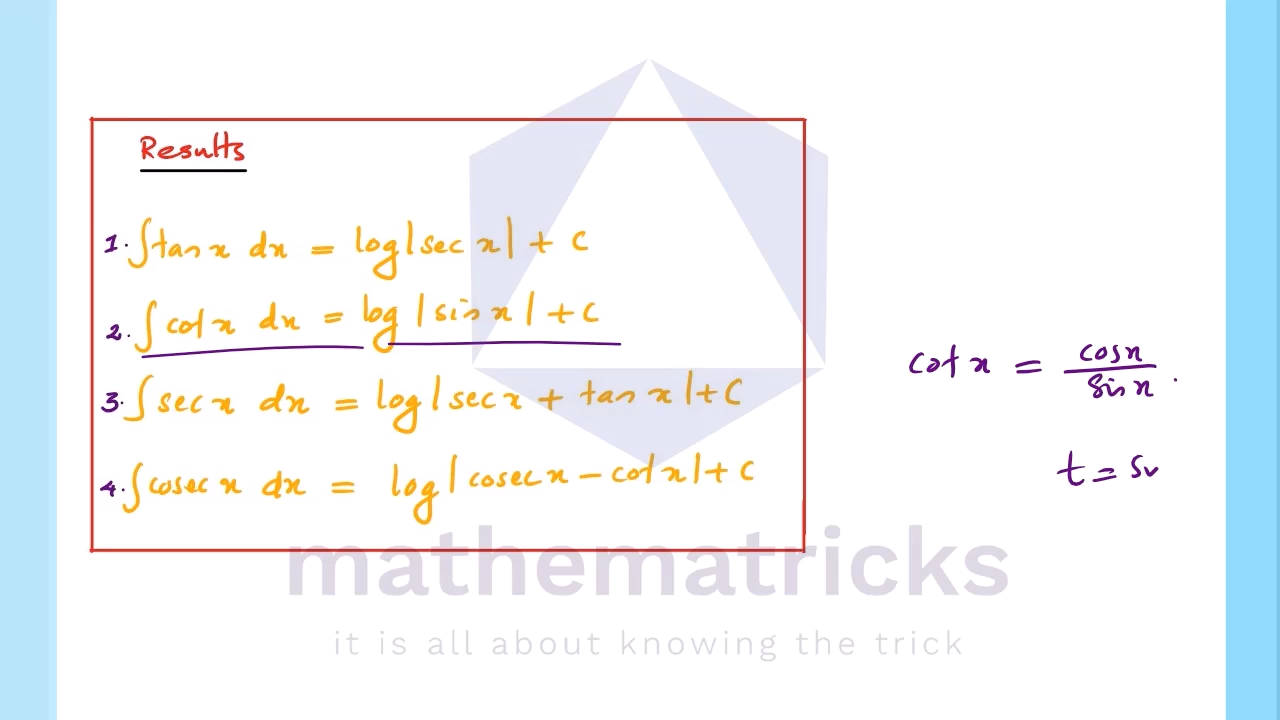 Results
1. ∫tan x dx = log|sec x| + c
2. ∫cot x dx = log|sin x| + c
3. ∫sec x dx = log|sec x + tan x|+c
4. ∫cosec x dx = log|cosec x - cot x|+ c
cot x = cos x / sin x .
t = s
mathematricks
it is all about knowing the trick